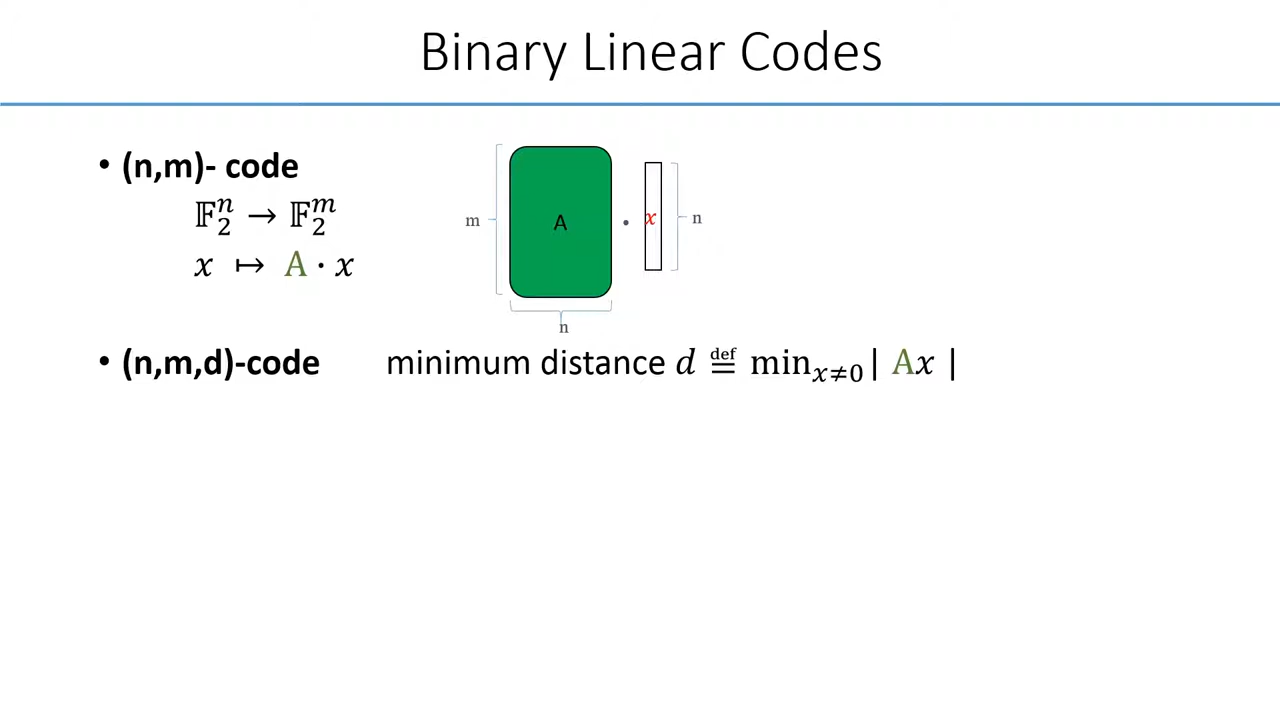 Binary Linear Codes
• (n,m)- code
𝔽₂ⁿ → 𝔽₂ᵐ
x ↦ A · x
m
A
·
x
n
n
• (n,m,d)-code minimum distance d ≝ min_{x≠0} | Ax |